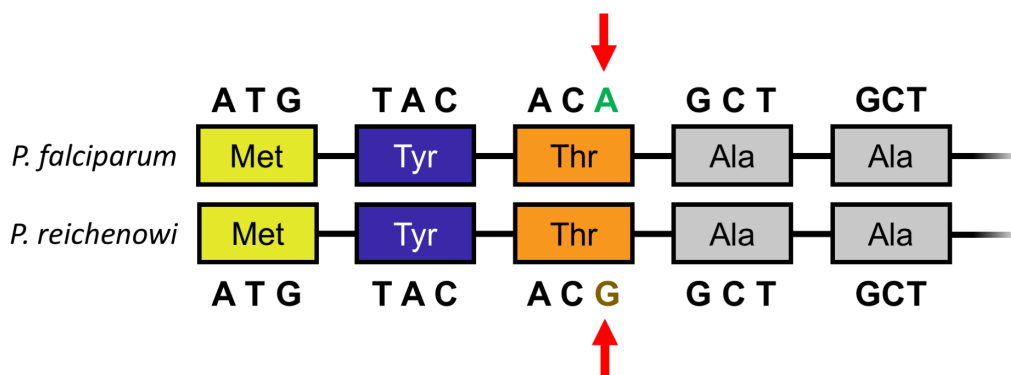 A T G T A C A C A G C T GCT
P. falciparum Met Tyr Thr Ala Ala
P. reichenowi Met Tyr Thr Ala Ala
A T G T A C A C G G C T GCT